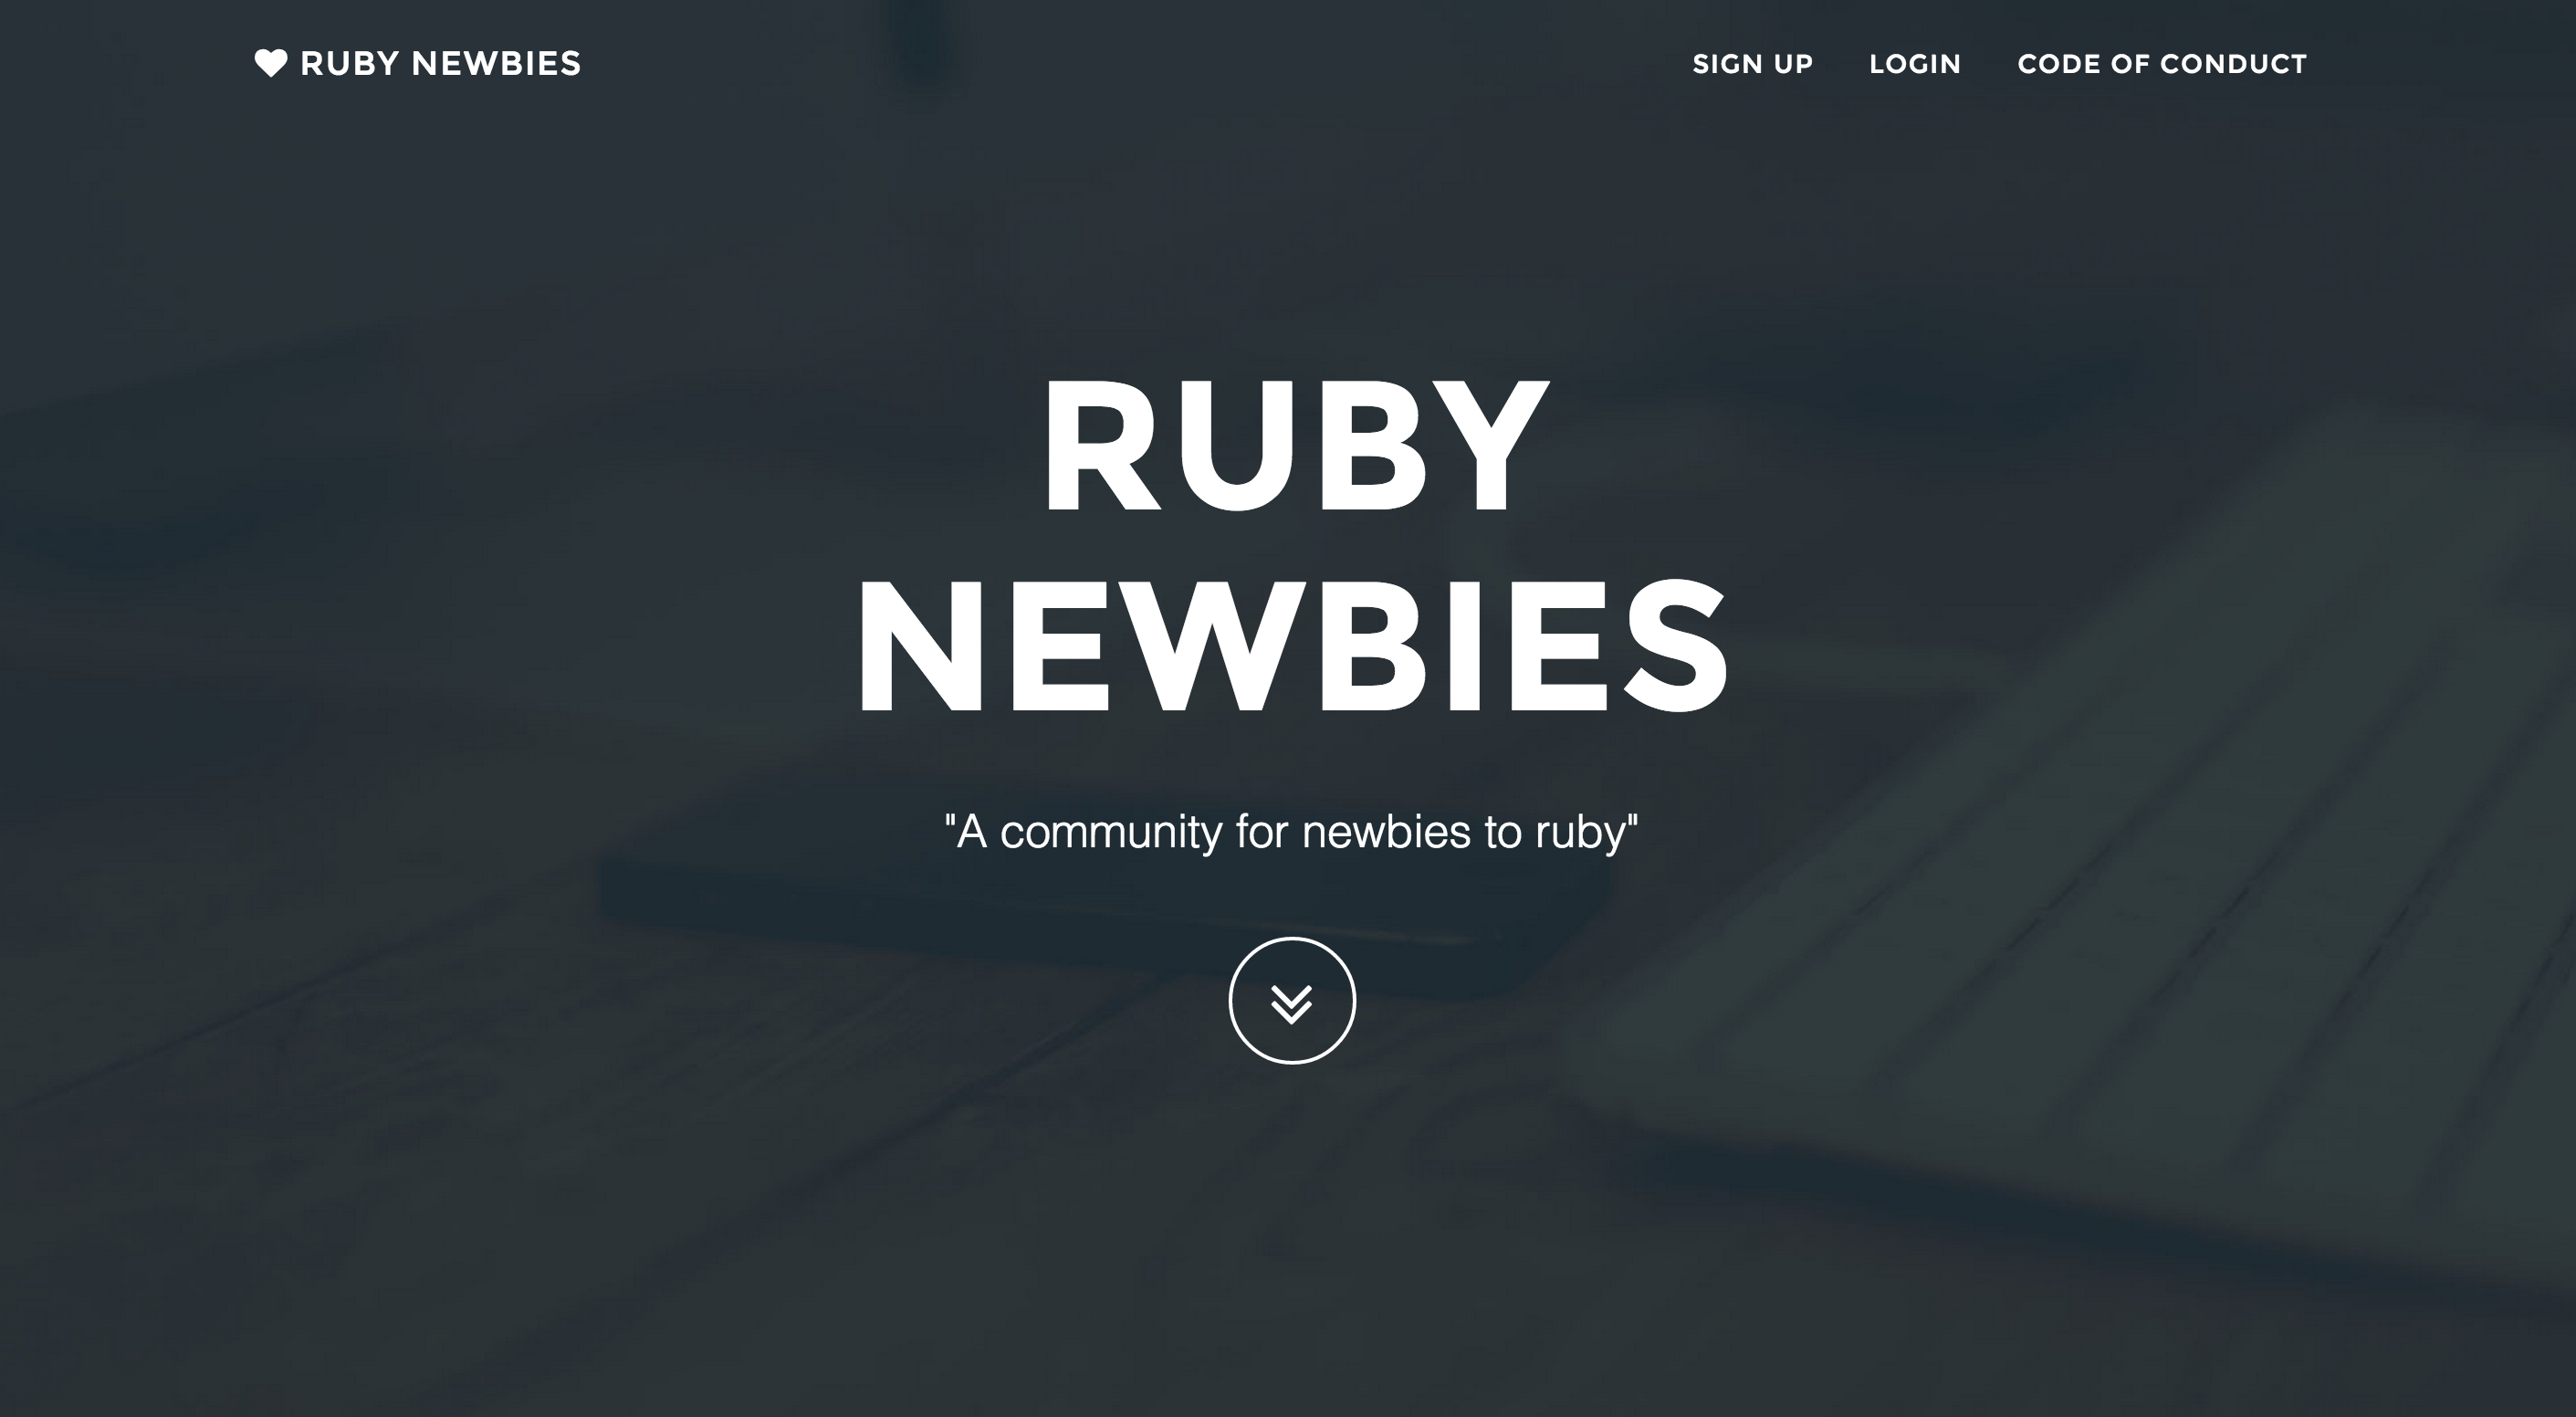 RUBY NEWBIES
SIGN UP
LOGIN
CODE OF CONDUCT
RUBY
NEWBIES
"A community for newbies to ruby"